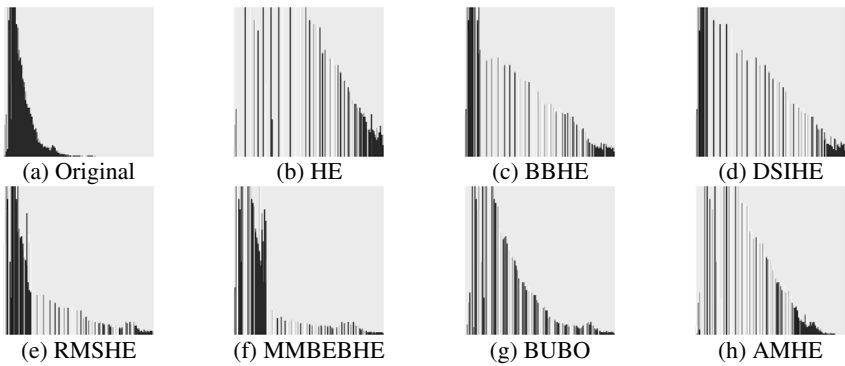 (a) Original
(b) HE
(c) BBHE
(d) DSIHE
(e) RMSHE
(f) MMBEBHE
(g) BUBO
(h) AMHE